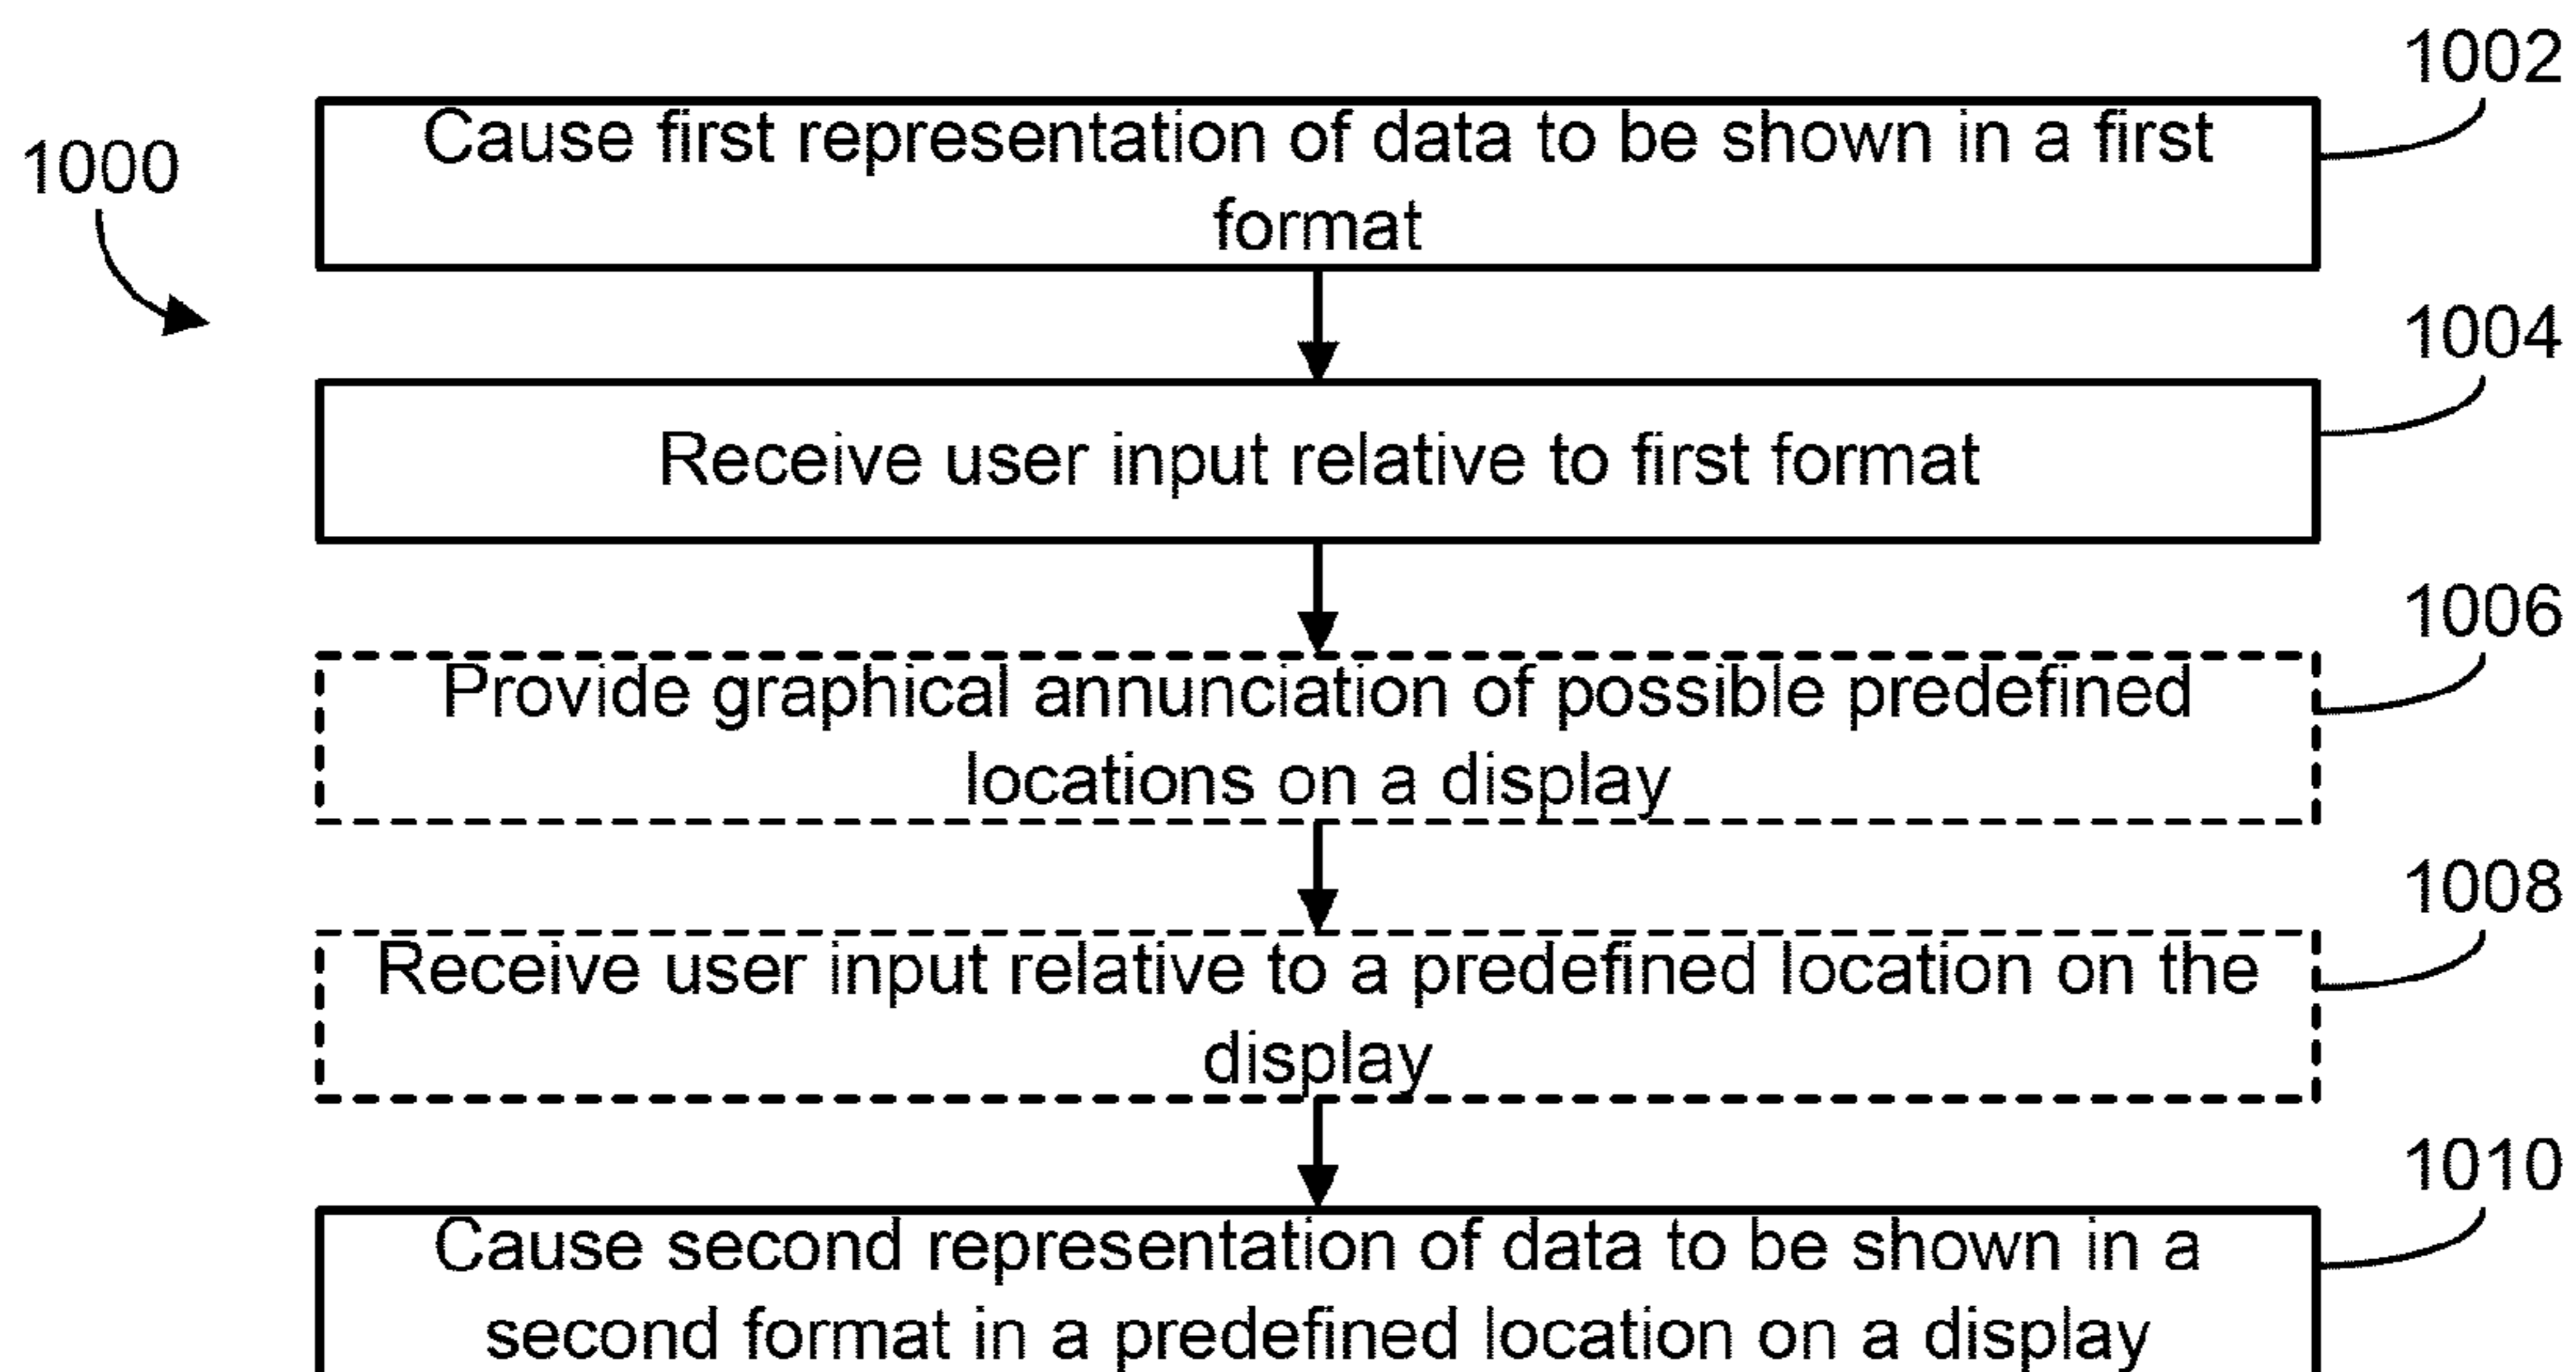 1002
Cause first representation of data to be shown in a first
format
1000
1004
Receive user input relative to first format
1006
Provide graphical annunciation of possible predefined
locations on a display
1008
Receive user input relative to a predefined location on the
display
1010
Cause second representation of data to be shown in a
second format in a predefined location on a display